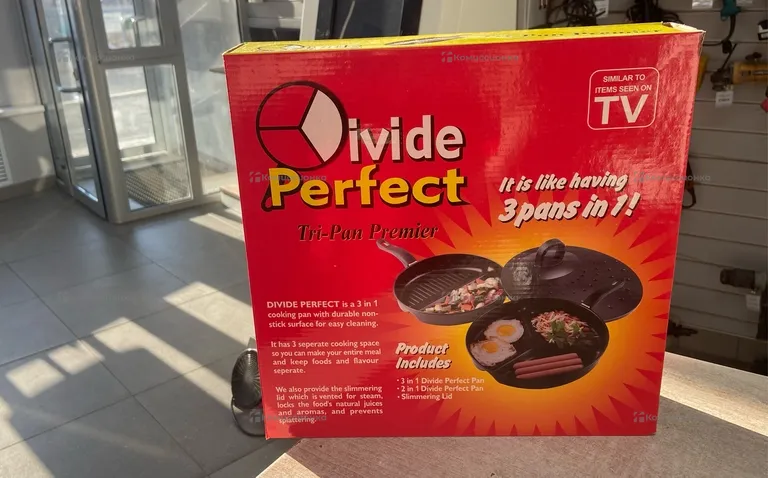 Pan Premier
Комиссионка
SIMILAR TO
ITEMS SEEN ON
TV
Divide
Perfect
Tri-Pan Premier
It is like having
3 pans in 1!
DIVIDE PERFECT is a 3 in 1
cooking pan with durable non-
stick surface for easy cleaning.
It has 3 seperate cooking space
so you can make your entire meal
and keep foods and flavour
seperate.
We also provide the slimmering
lid which is vented for steam,
locks the food's natural juices
and aromas, and prevents
splattering.
Product
Includes
• 3 in 1 Divide Perfect Pan
• 2 in 1 Divide Perfect Pan
• Slimmering Lid